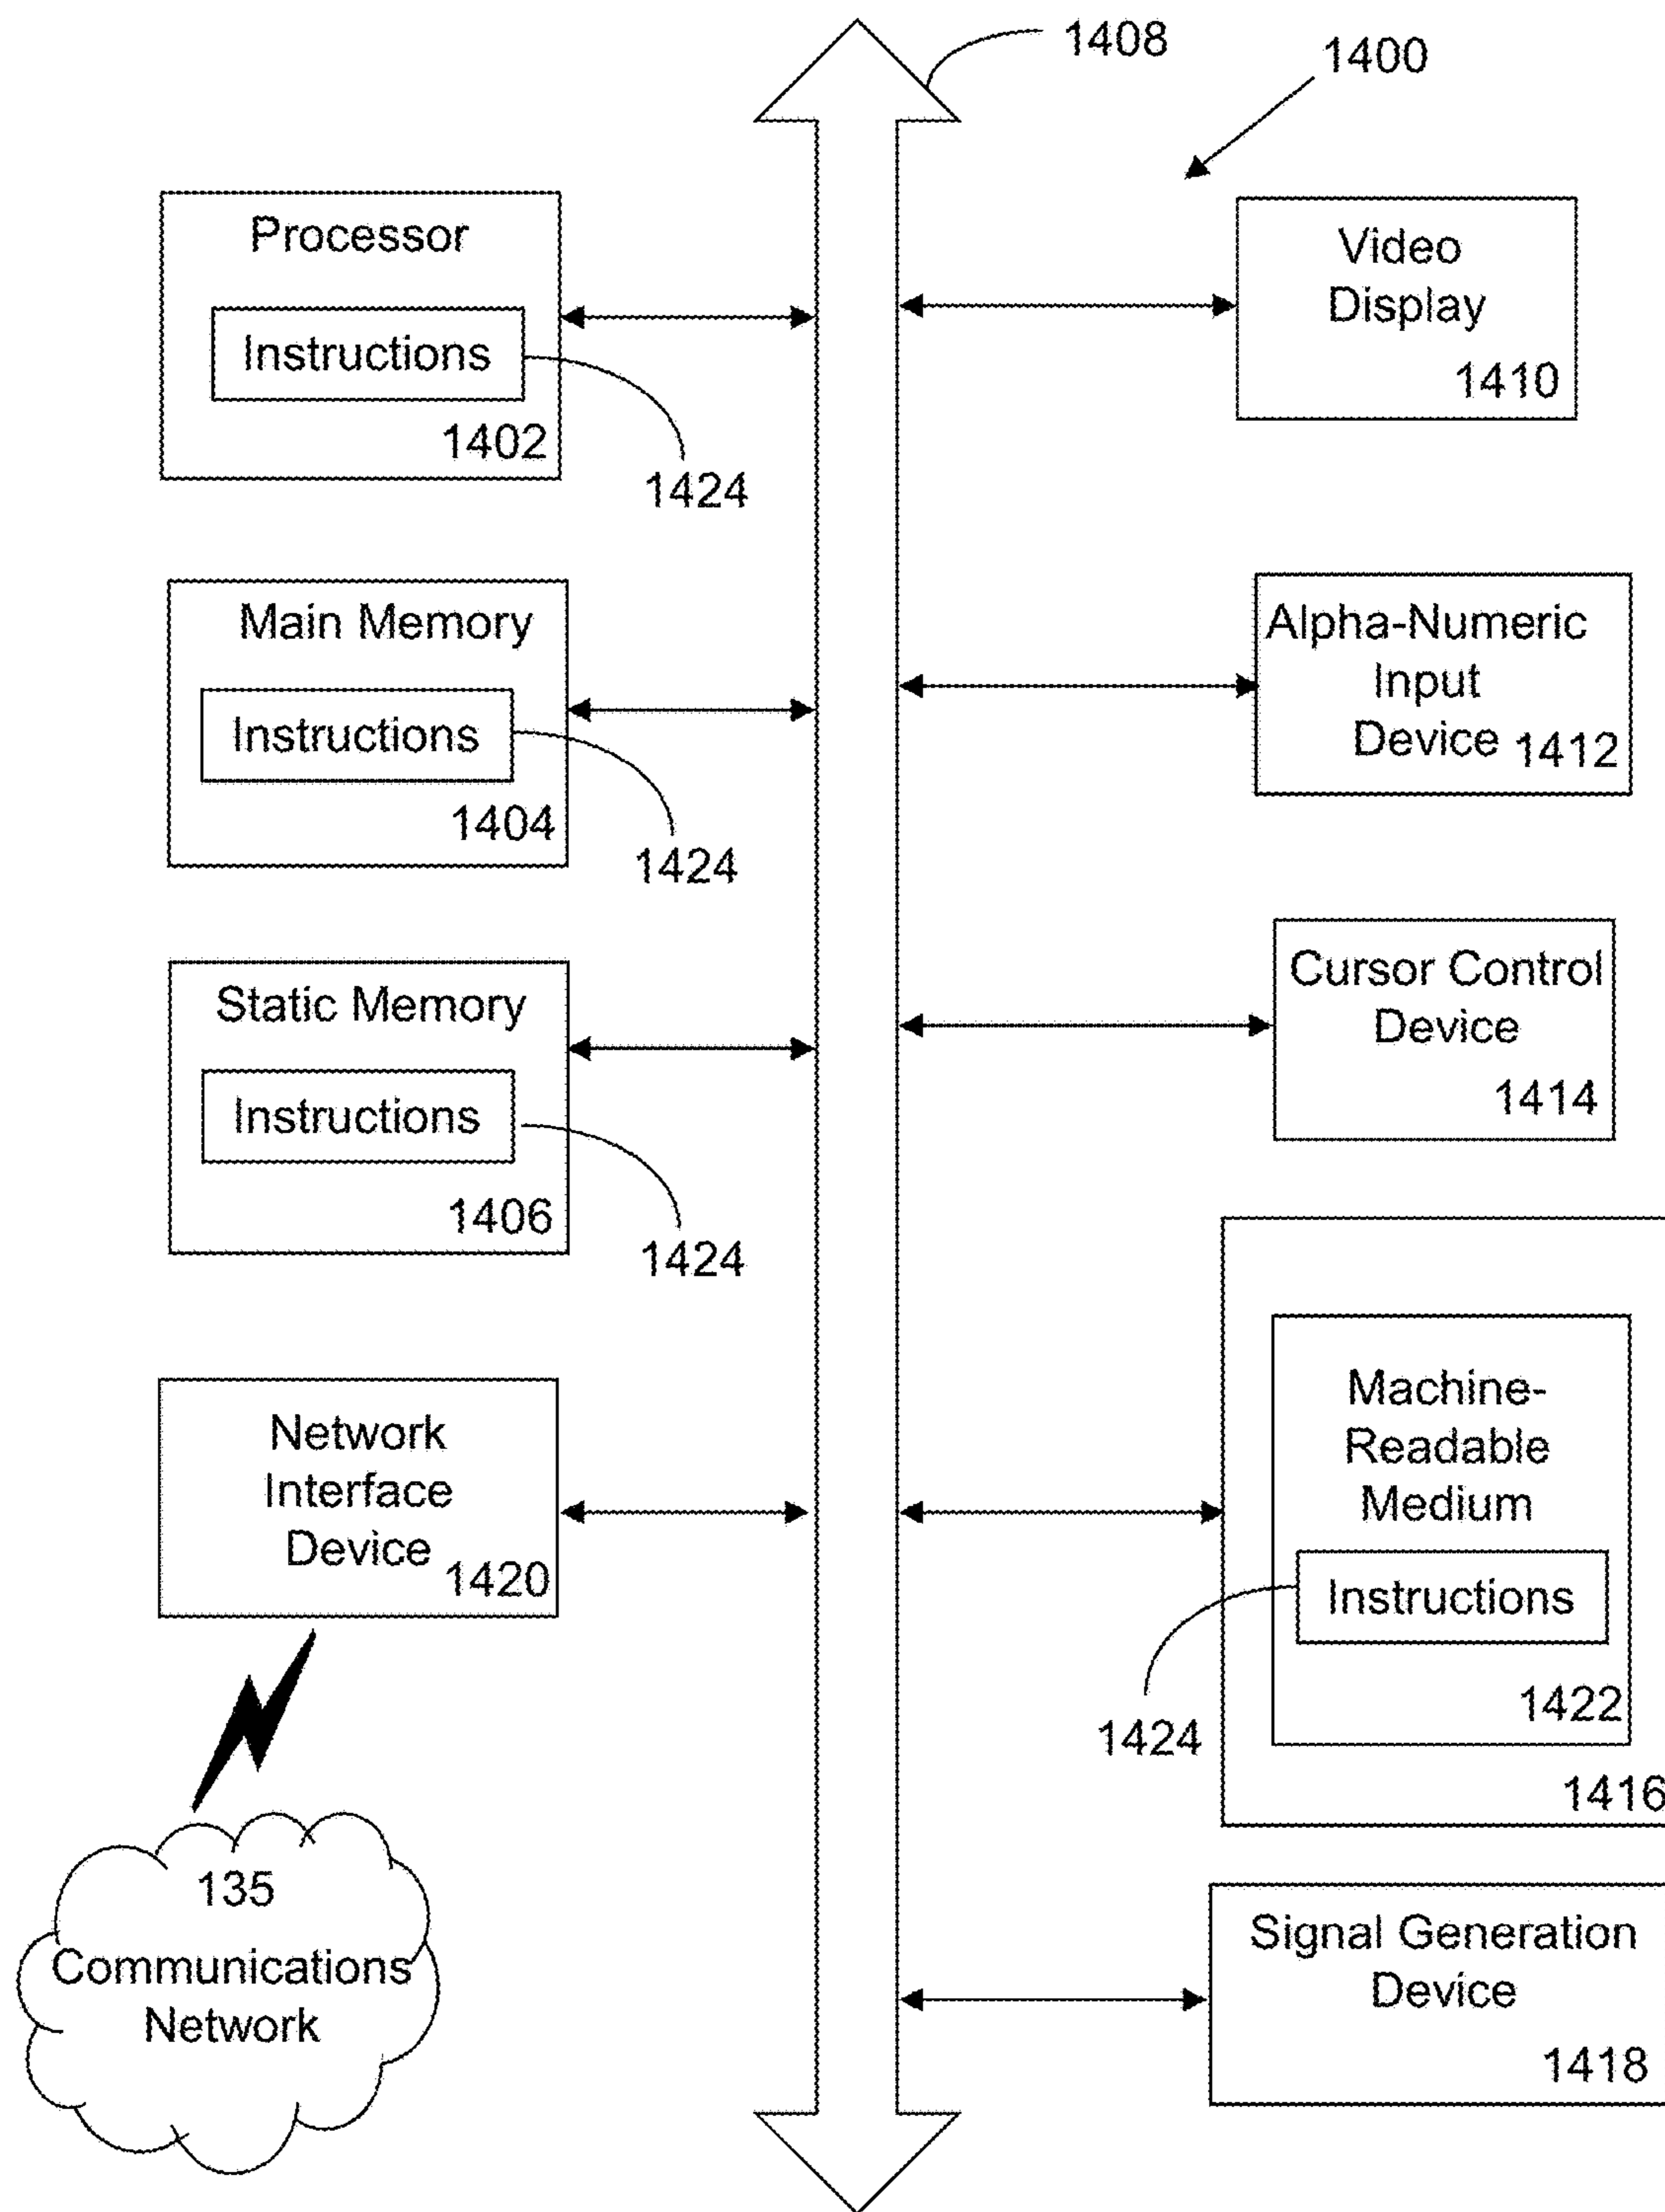 1408
1400
Processor
Instructions
1402
1424
Video
Display
1410
Main Memory
Instructions
1404
1424
Alpha-Numeric
Input
Device 1412
Static Memory
Instructions
1406
1424
Cursor Control
Device
1414
Network
Interface
Device
1420
Machine-
Readable
Medium
Instructions
1422
1424
1416
135
Communications
Network
Signal Generation
Device
1418